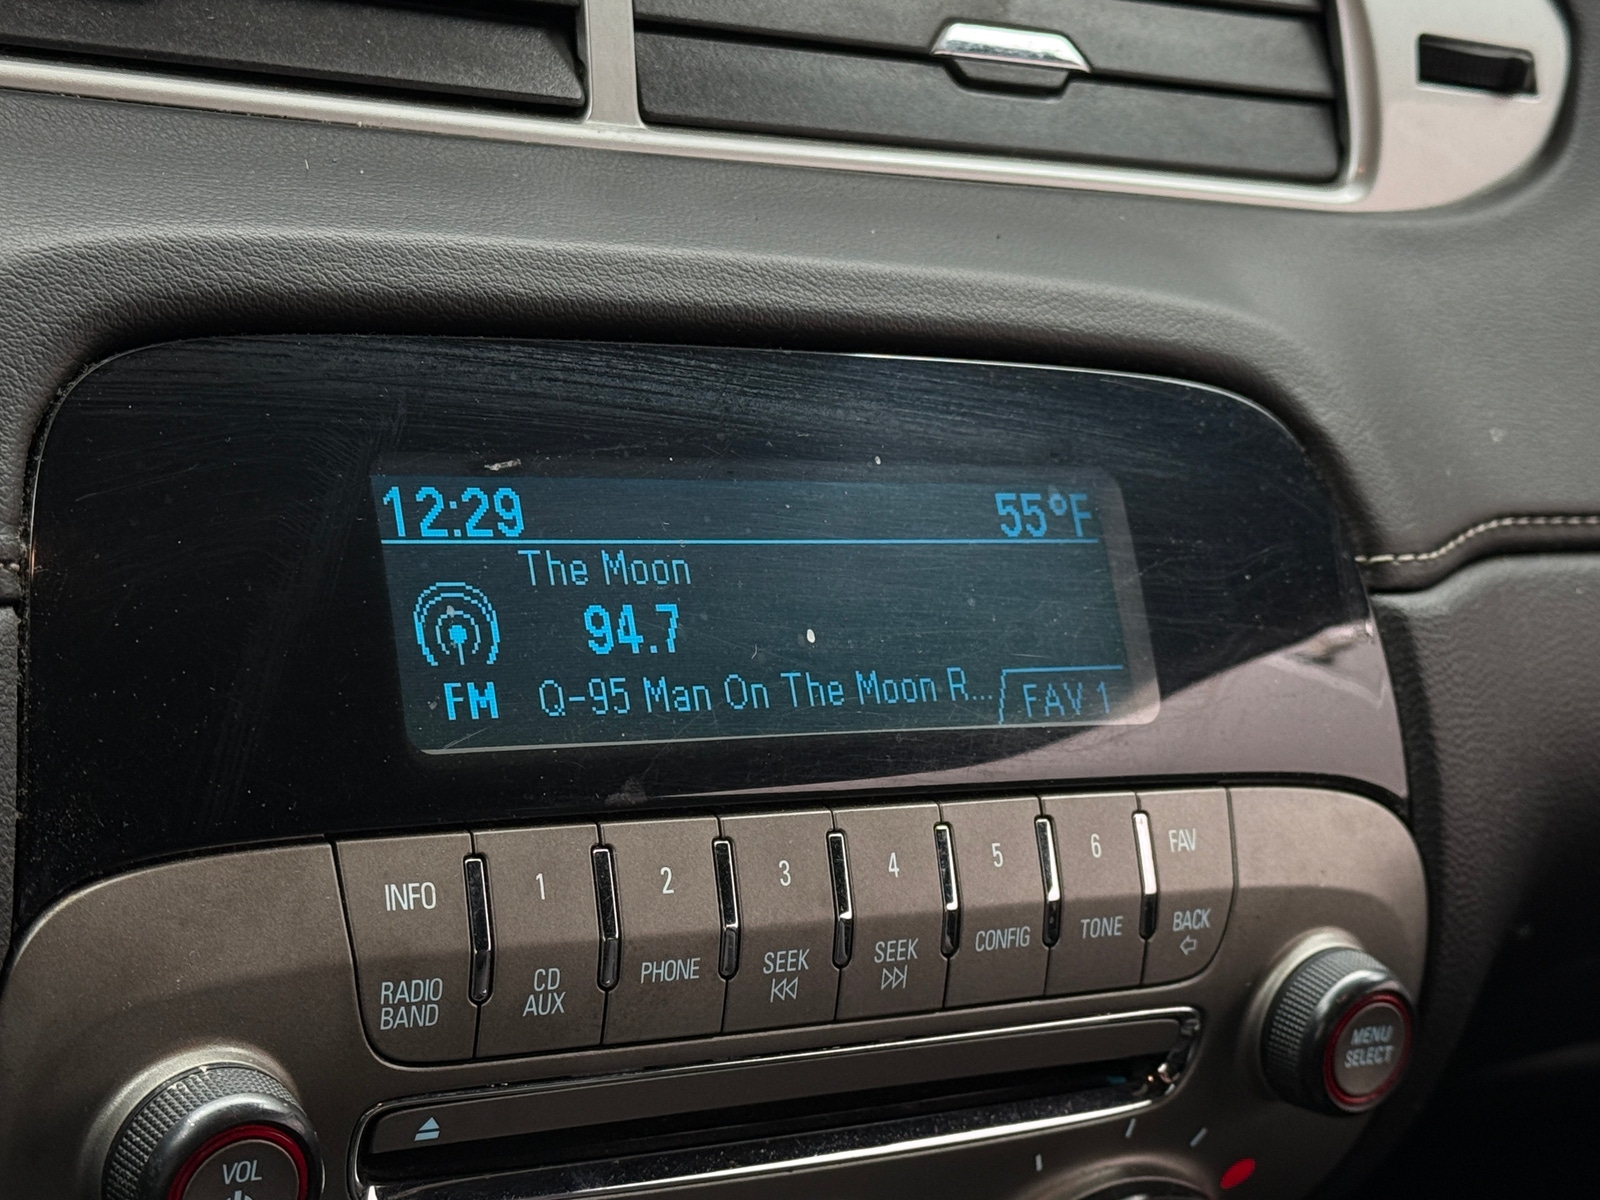 12:29 55°F
The Moon
94.7
FM Q-95 Man On The Moon R... FAV 1
INFO 1 2 3 4 5 6 FAV
RADIO BAND CD AUX PHONE SEEK SEEK CONFIG TONE BACK
MENU
SELECT
VOL